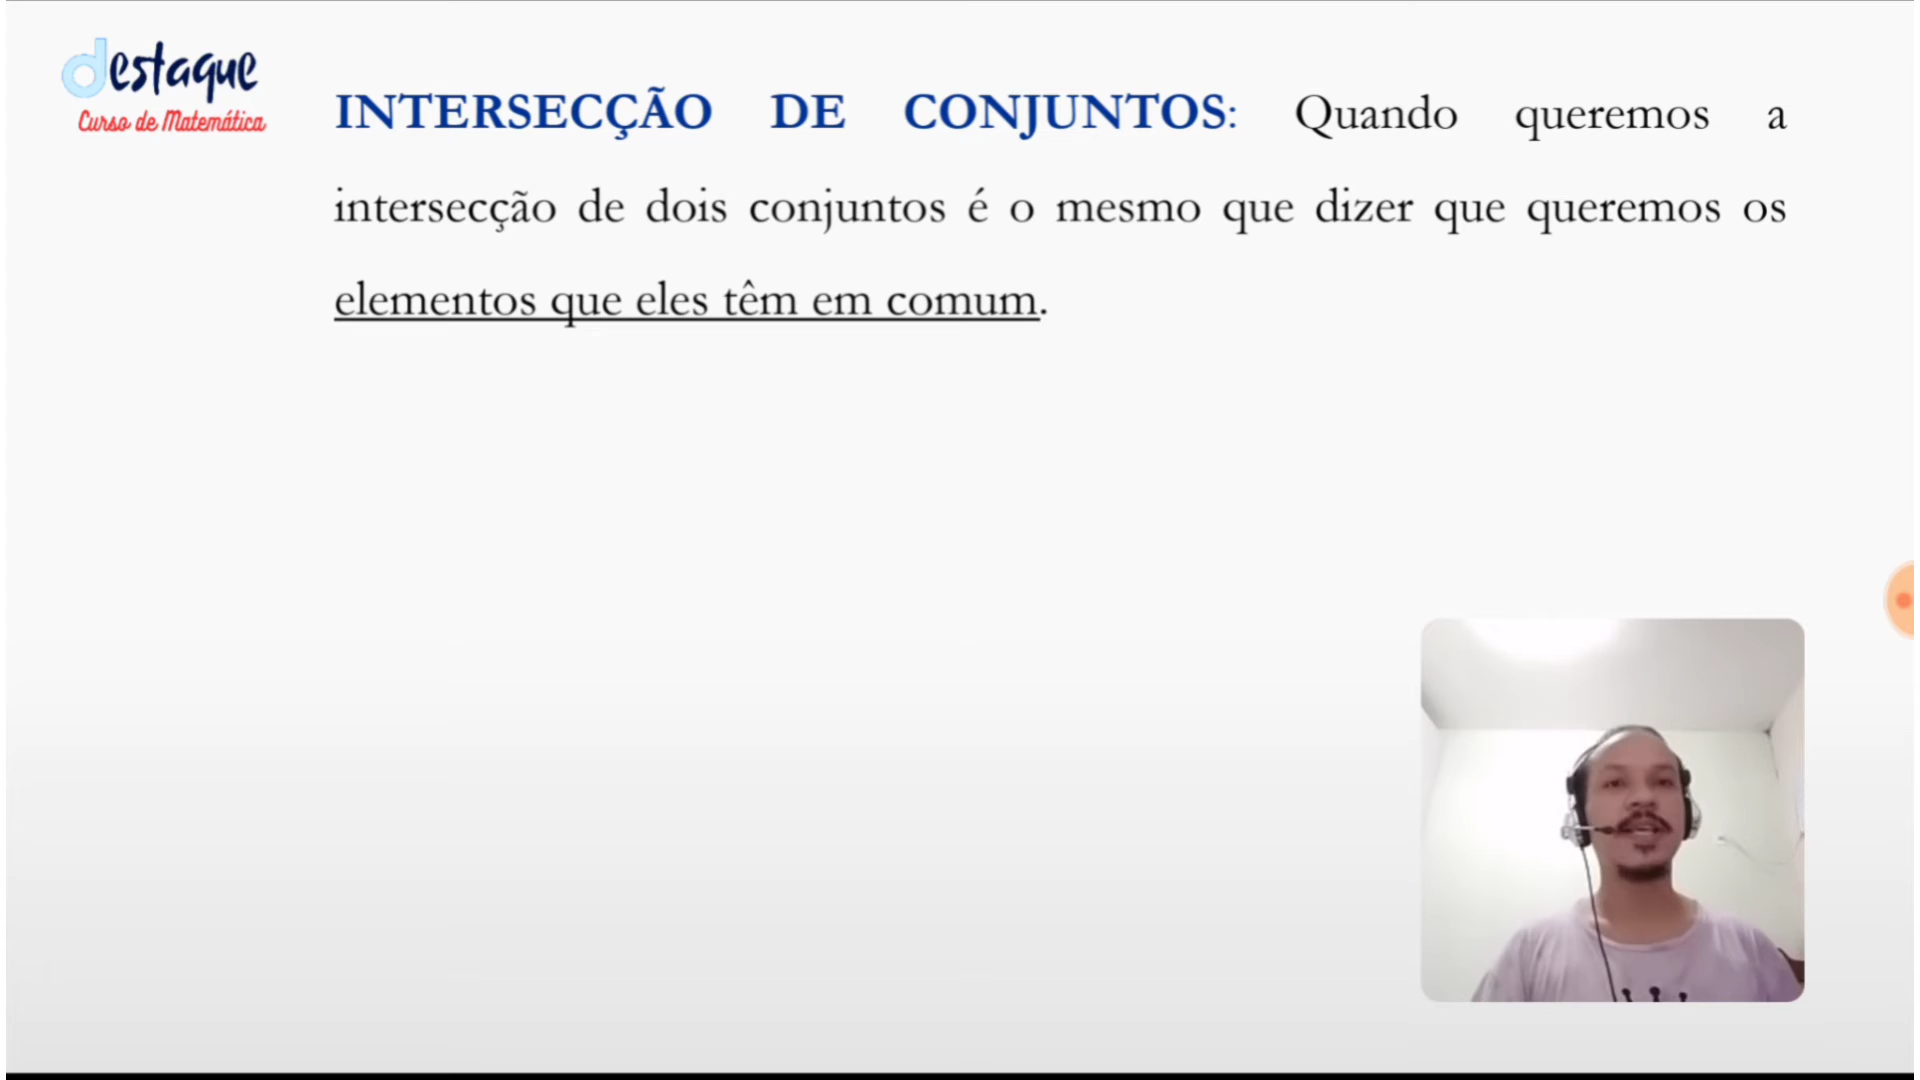 destaque
Curso de Matemática
INTERSECÇÃO DE CONJUNTOS: Quando queremos a
intersecção de dois conjuntos é o mesmo que dizer que queremos os
elementos que eles têm em comum.